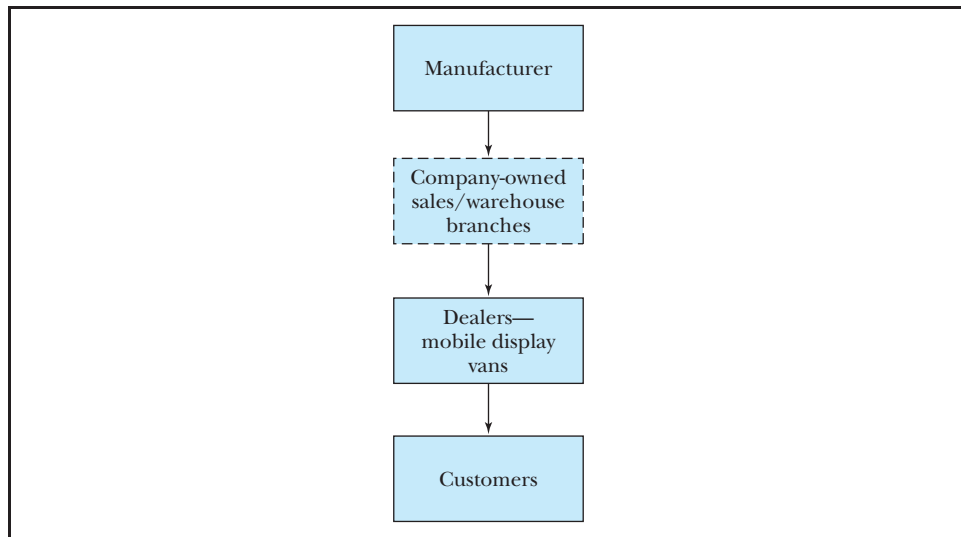 Manufacturer
Company-owned
sales/warehouse
branches
Dealers—
mobile display
vans
Customers